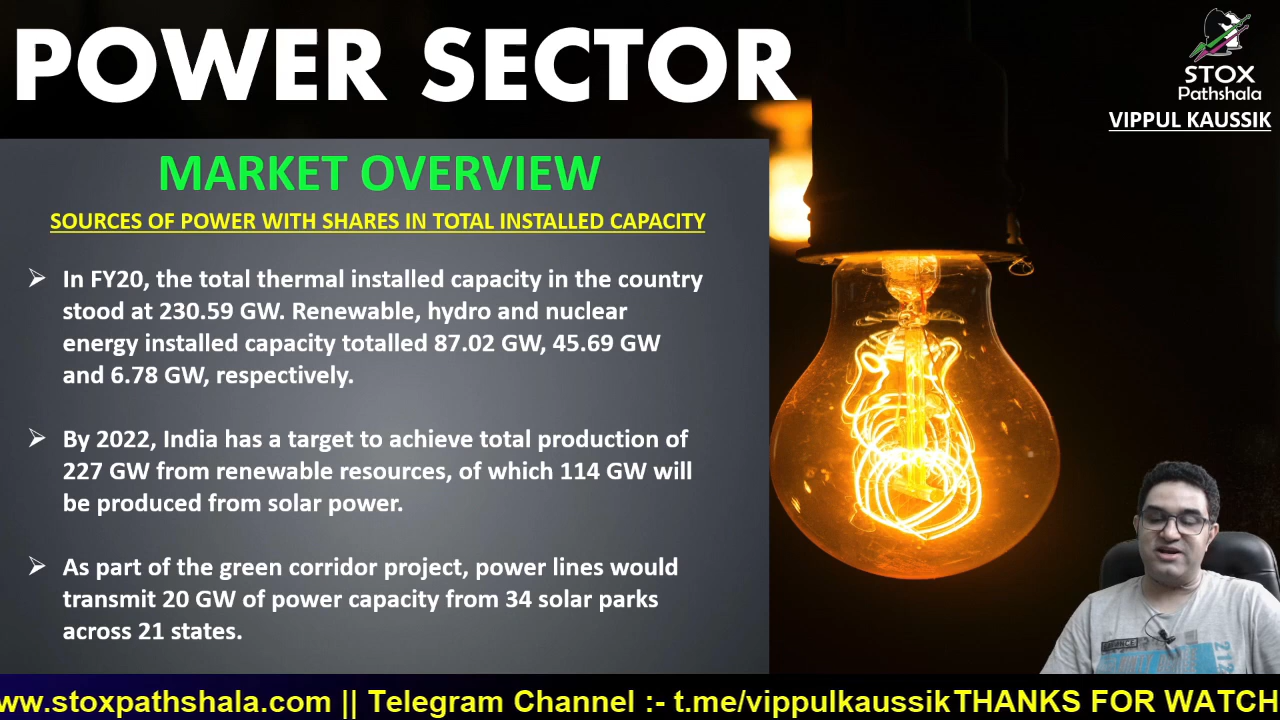 POWER SECTOR
STOX
Pathshala
VIPPUL KAUSSIK
MARKET OVERVIEW
SOURCES OF POWER WITH SHARES IN TOTAL INSTALLED CAPACITY
➢ In FY20, the total thermal installed capacity in the country
stood at 230.59 GW. Renewable, hydro and nuclear
energy installed capacity totalled 87.02 GW, 45.69 GW
and 6.78 GW, respectively.
➢ By 2022, India has a target to achieve total production of
227 GW from renewable resources, of which 114 GW will
be produced from solar power.
➢ As part of the green corridor project, power lines would
transmit 20 GW of power capacity from 34 solar parks
across 21 states.
ww.stoxpathshala.com || Telegram Channel :- t.me/vippulkaussik THANKS FOR WATCH